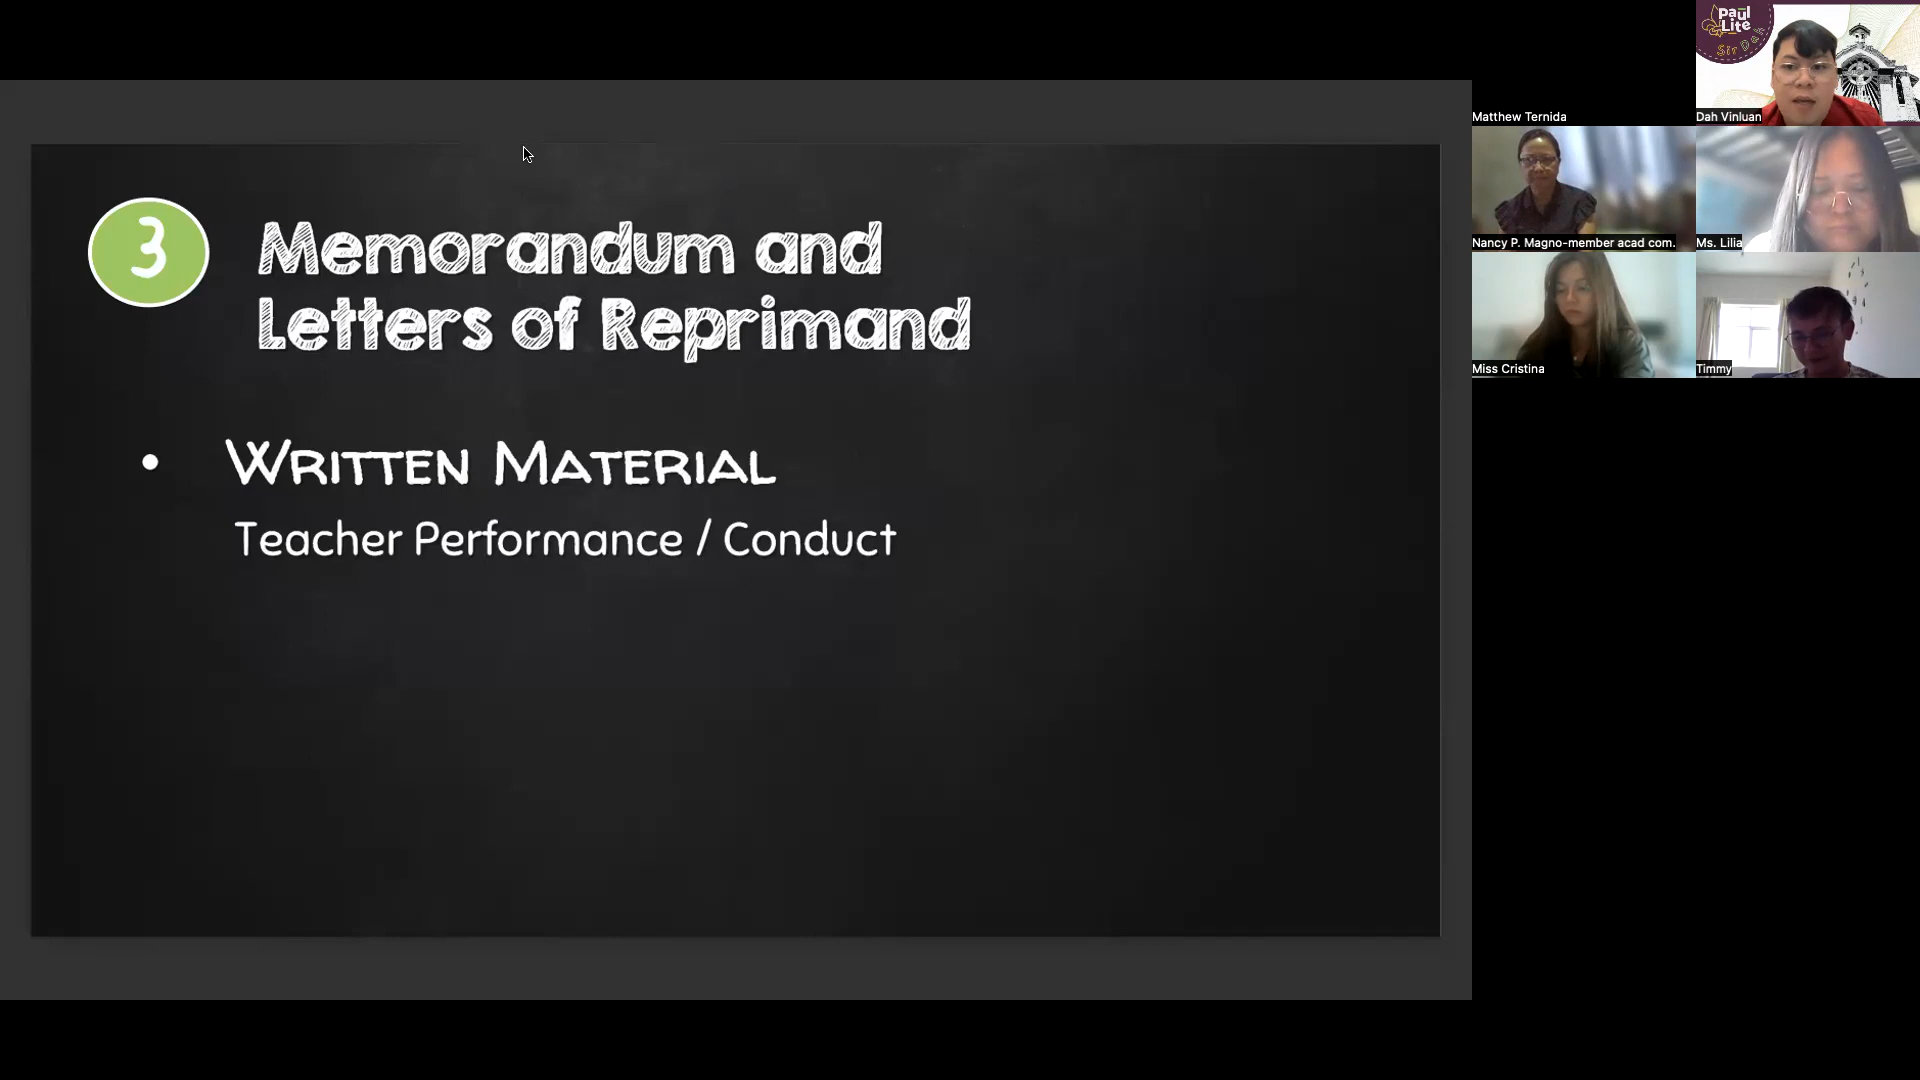 3
Memorandum and
Letters of Reprimand
• WRITTEN MATERIAL
Teacher Performance / Conduct
Paul
Lite
Sir Dah
Matthew Ternida
Dah Vinluan
Nancy P. Magno-member acad com.
Ms. Lilia
Miss Cristina
Timmy